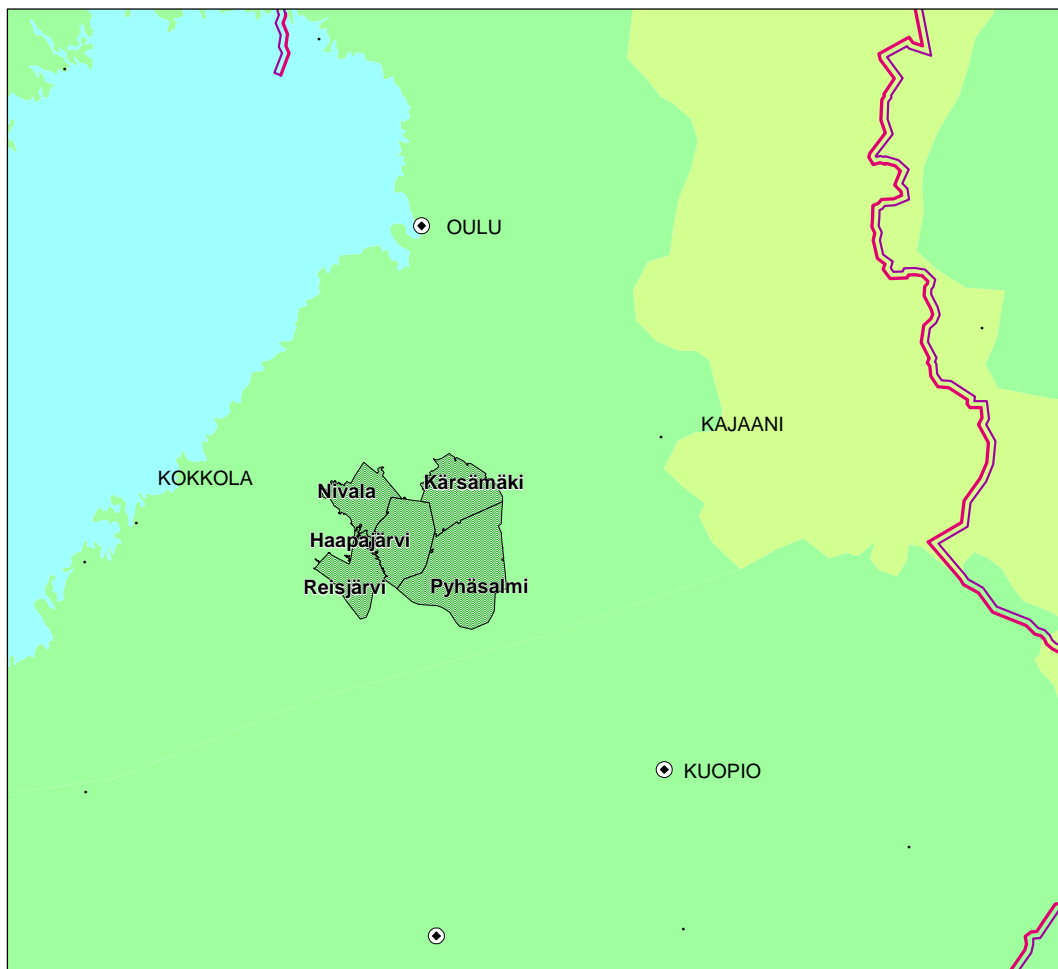 OULU
KAJAANI
KOKKOLA
Kärsämäki
Nivala
Haapajärvi
Reisjärvi
Pyhäsalmi
KUOPIO